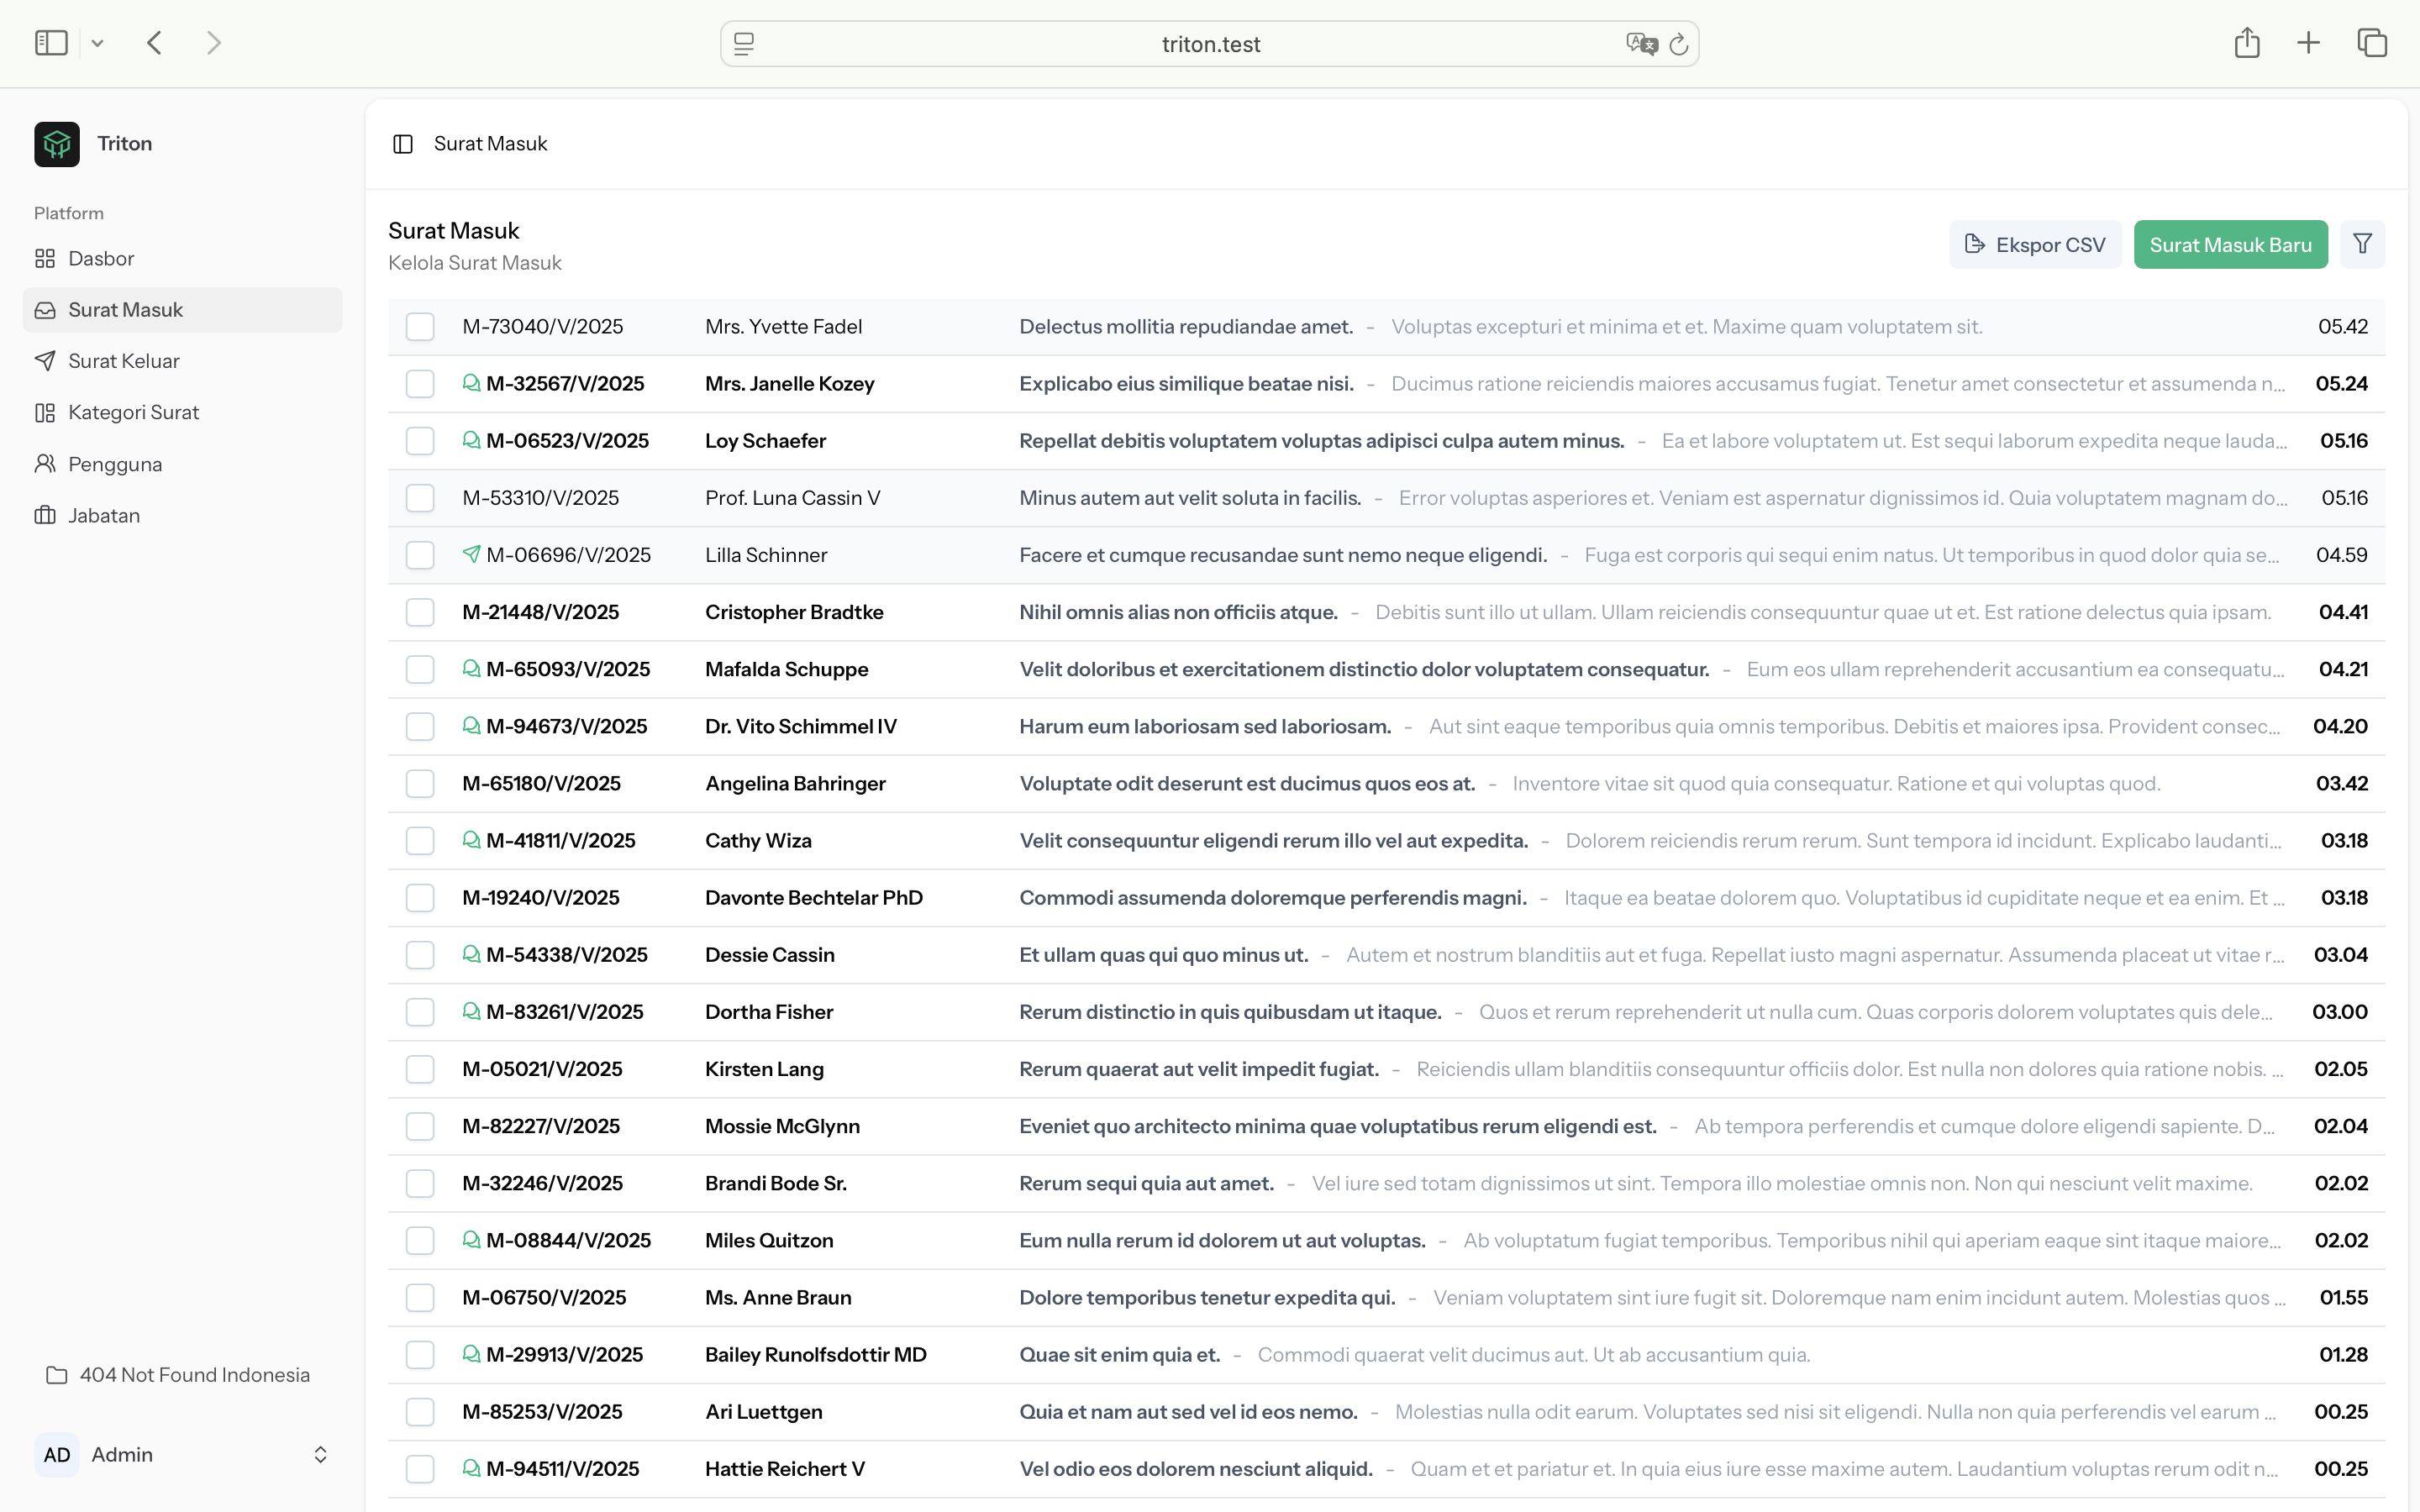 triton.test
Triton
Platform
Dasbor
Surat Masuk
Surat Keluar
Kategori Surat
Pengguna
Jabatan
404 Not Found Indonesia
AD Admin
Surat Masuk
Surat Masuk
Kelola Surat Masuk
Ekspor CSV
Surat Masuk Baru
M-73040/V/2025 Mrs. Yvette Fadel Delectus mollitia repudiandae amet. - Voluptas excepturi et minima et et. Maxime quam voluptatem sit. 05.42
M-32567/V/2025 Mrs. Janelle Kozey Explicabo eius similique beatae nisi. - Ducimus ratione reiciendis maiores accusamus fugiat. Tenetur amet consectetur et assumenda n... 05.24
M-06523/V/2025 Loy Schaefer Repellat debitis voluptatem voluptas adipisci culpa autem minus. - Ea et labore voluptatem ut. Est sequi laborum expedita neque lauda... 05.16
M-53310/V/2025 Prof. Luna Cassin V Minus autem aut velit soluta in facilis. - Error voluptas asperiores et. Veniam est aspernatur dignissimos id. Quia voluptatem magnam do... 05.16
M-06696/V/2025 Lilla Schinner Facere et cumque recusandae sunt nemo neque eligendi. - Fuga est corporis qui sequi enim natus. Ut temporibus in quod dolor quia se... 04.59
M-21448/V/2025 Cristopher Bradtke Nihil omnis alias non officiis atque. - Debitis sunt illo ut ullam. Ullam reiciendis consequuntur quae ut et. Est ratione delectus quia ipsam. 04.41
M-65093/V/2025 Mafalda Schuppe Velit doloribus et exercitationem distinctio dolor voluptatem consequatur. - Eum eos ullam reprehenderit accusantium ea consequatu... 04.21
M-94673/V/2025 Dr. Vito Schimmel IV Harum eum laboriosam sed laboriosam. - Aut sint eaque temporibus quia omnis temporibus. Debitis et maiores ipsa. Provident consec... 04.20
M-65180/V/2025 Angelina Bahringer Voluptate odit deserunt est ducimus quos eos at. - Inventore vitae sit quod quia consequatur. Ratione et qui voluptas quod. 03.42
M-41811/V/2025 Cathy Wiza Velit consequuntur eligendi rerum illo vel aut expedita. - Dolorem reiciendis rerum rerum. Sunt tempora id incidunt. Explicabo laudanti... 03.18
M-19240/V/2025 Davonte Bechtelar PhD Commodi assumenda doloremque perferendis magni. - Itaque ea beatae dolorem quo. Voluptatibus id cupiditate neque et ea enim. Et ... 03.18
M-54338/V/2025 Dessie Cassin Et ullam quas qui quo minus ut. - Autem et nostrum blanditiis aut et fuga. Repellat iusto magni aspernatur. Assumenda placeat ut vitae r... 03.04
M-83261/V/2025 Dortha Fisher Rerum distinctio in quis quibusdam ut itaque. - Quos et rerum reprehenderit ut nulla cum. Quas corporis dolorem voluptates quis dele... 03.00
M-05021/V/2025 Kirsten Lang Rerum quaerat aut velit impedit fugiat. - Reiciendis ullam blanditiis consequuntur officiis dolor. Est nulla non dolores quia ratione nobis. ... 02.05
M-82227/V/2025 Mossie McGlynn Eveniet quo architecto minima quae voluptatibus rerum eligendi est. - Ab tempora perferendis et cumque dolore eligendi sapiente. D... 02.04
M-32246/V/2025 Brandi Bode Sr. Rerum sequi quia aut amet. - Vel iure sed totam dignissimos ut sint. Tempora illo molestiae omnis non. Non qui nesciunt velit maxime. 02.02
M-08844/V/2025 Miles Quitzon Eum nulla rerum id dolorem ut aut voluptas. - Ab voluptatum fugiat temporibus. Temporibus nihil qui aperiam eaque sint itaque maiore... 02.02
M-06750/V/2025 Ms. Anne Braun Dolore temporibus tenetur expedita qui. - Veniam voluptatem sint iure fugit sit. Doloremque nam enim incidunt autem. Molestias quos ... 01.55
M-29913/V/2025 Bailey Runolfsdottir MD Quae sit enim quia et. - Commodi quaerat velit ducimus aut. Ut ab accusantium quia. 01.28
M-85253/V/2025 Ari Luettgen Quia et nam aut sed vel id eos nemo. - Molestias nulla odit earum. Voluptates sed nisi sit eligendi. Nulla non quia perferendis vel earum ... 00.25
M-94511/V/2025 Hattie Reichert V Vel odio eos dolorem nesciunt aliquid. - Quam et et pariatur et. In quia eius iure esse maxime autem. Laudantium voluptas rerum odit n... 00.25